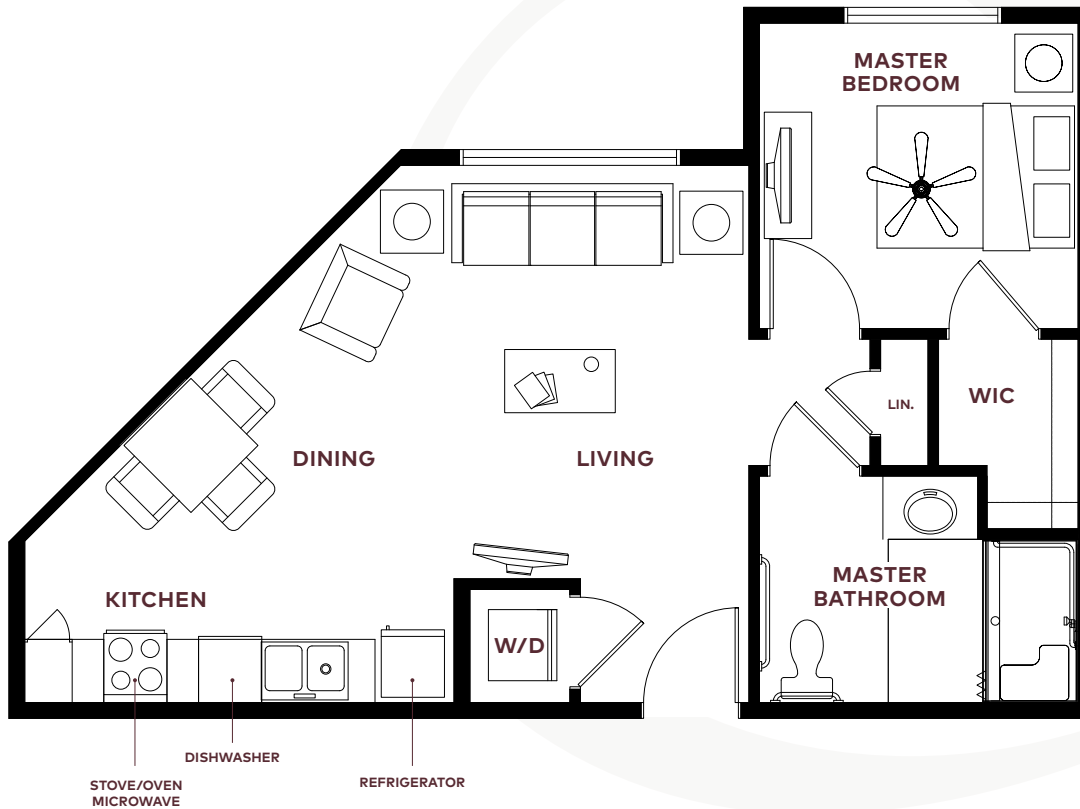 MASTER
BEDROOM
WIC
LIN.
DINING
LIVING
MASTER
BATHROOM
KITCHEN
W/D
DISHWASHER
STOVE/OVEN
MICROWAVE
REFRIGERATOR